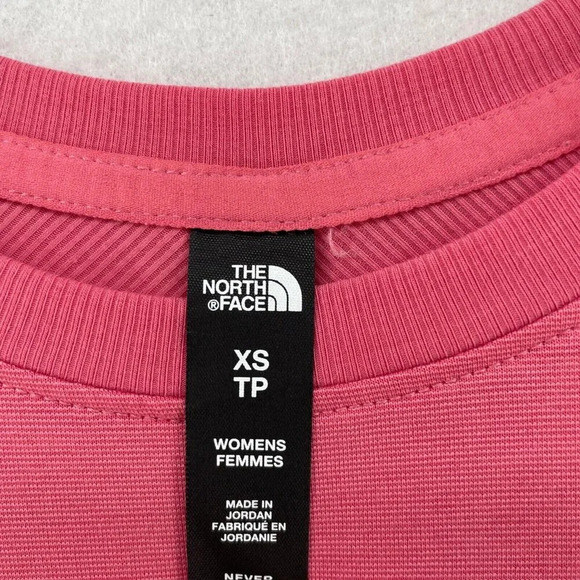 THE
NORTH
®FACE
XS
TP
WOMENS
FEMMES
MADE IN
JORDAN
FABRIQUÉ EN
JORDANIE
NEVER